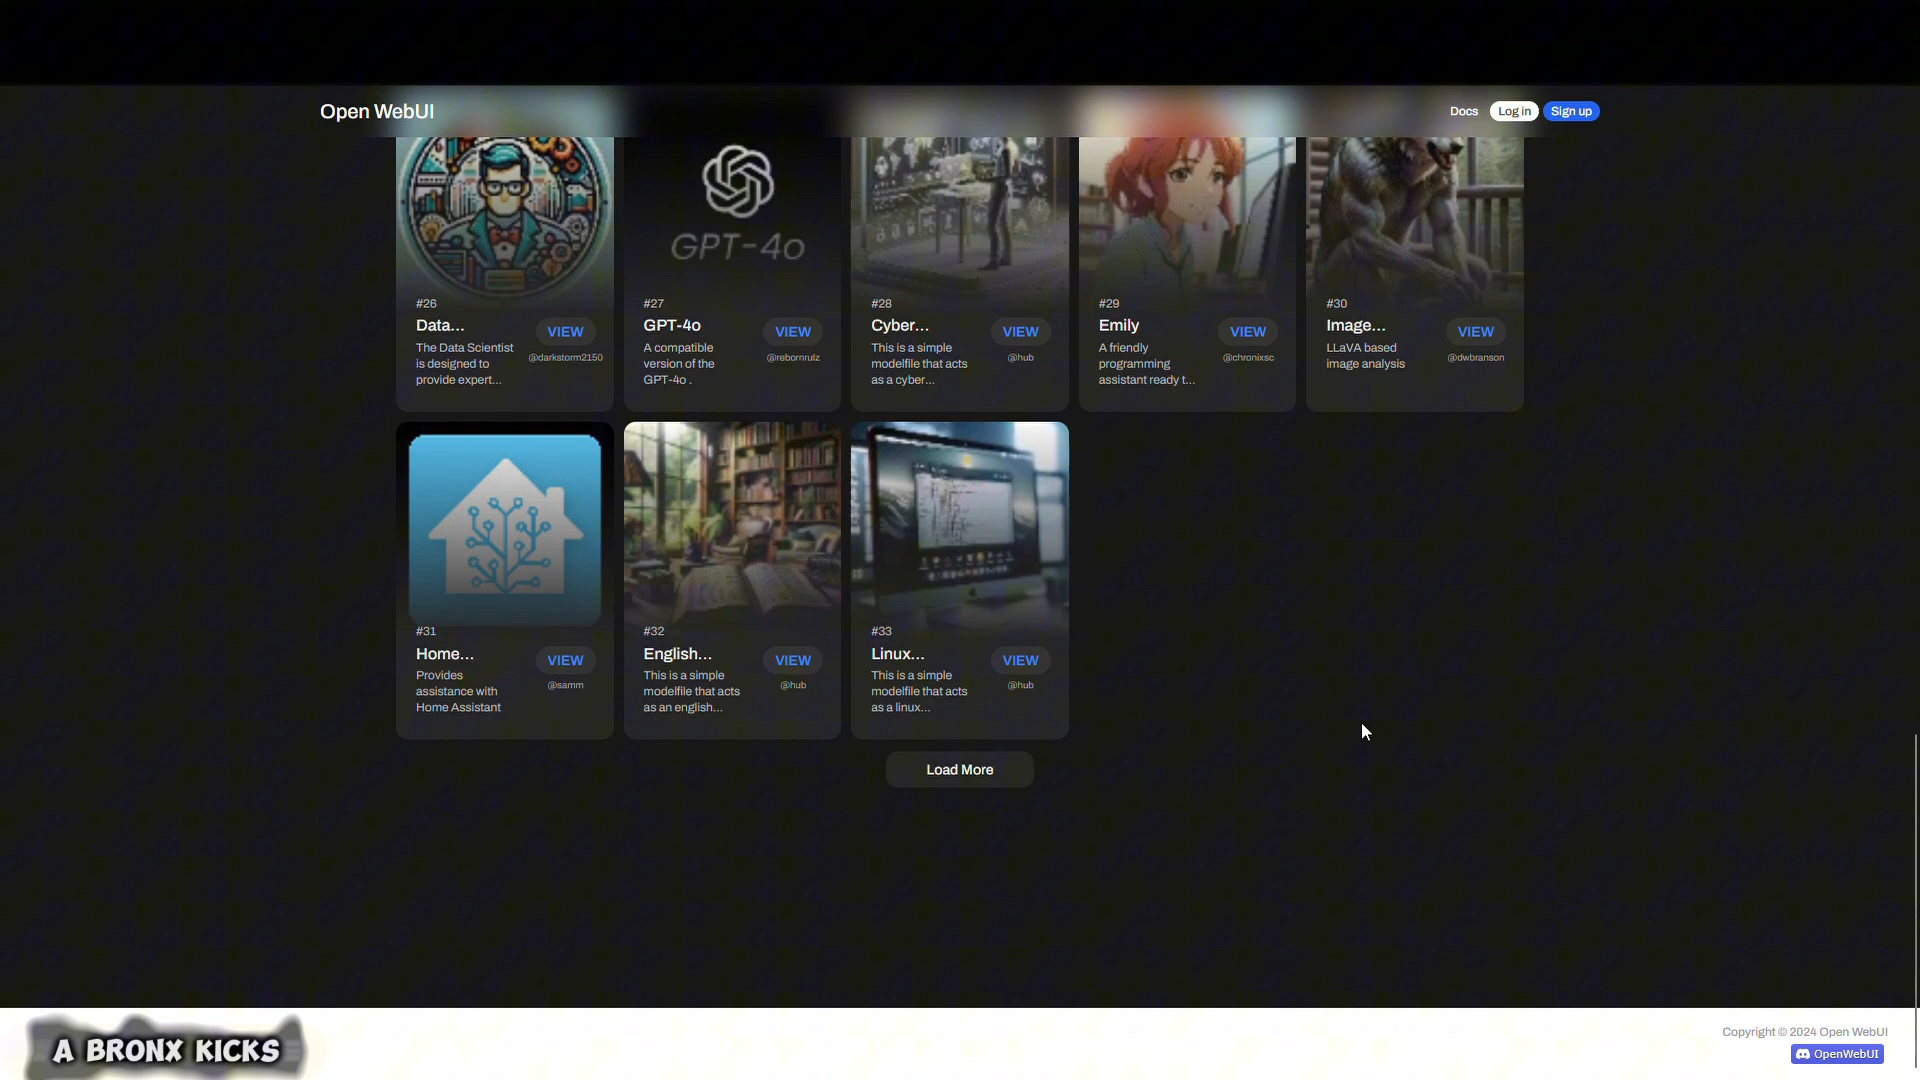 Open WebUI
Docs
Log in
Sign up
GPT-4o
#26
Data...
The Data Scientist
is designed to
provide expert...
VIEW
@darkstorm2150
#27
GPT-4o
A compatible
version of the
GPT-4o .
VIEW
@rebornrulz
#28
Cyber...
This is a simple
modelfile that acts
as a cyber...
VIEW
@hub
#29
Emily
A friendly
programming
assistant ready t...
VIEW
@chronixsc
#30
Image...
LLaVA based
image analysis
VIEW
@dwbranson
#31
Home...
Provides
assistance with
Home Assistant
VIEW
@samm
#32
English...
This is a simple
modelfile that acts
as an english...
VIEW
@hub
#33
Linux...
This is a simple
modelfile that acts
as a linux...
VIEW
@hub
Load More
A BRONX KICKS
Copyright © 2024 Open WebUI
OpenWebUI